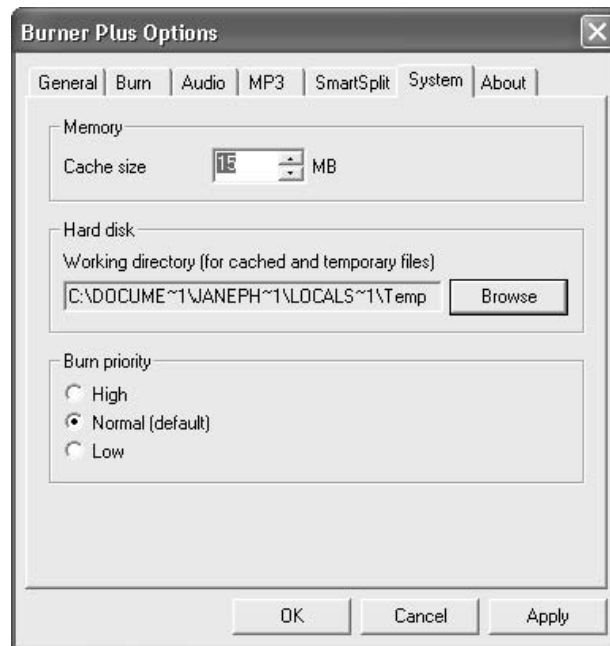 Burner Plus Options
General Burn Audio MP3 SmartSplit System About
Memory
Cache size 15 MB
Hard disk
Working directory (for cached and temporary files)
C:\DOCUME~1\JANEPH~1\LOCALS~1\Temp Browse
Burn priority
High
Normal (default)
Low
OK Cancel Apply